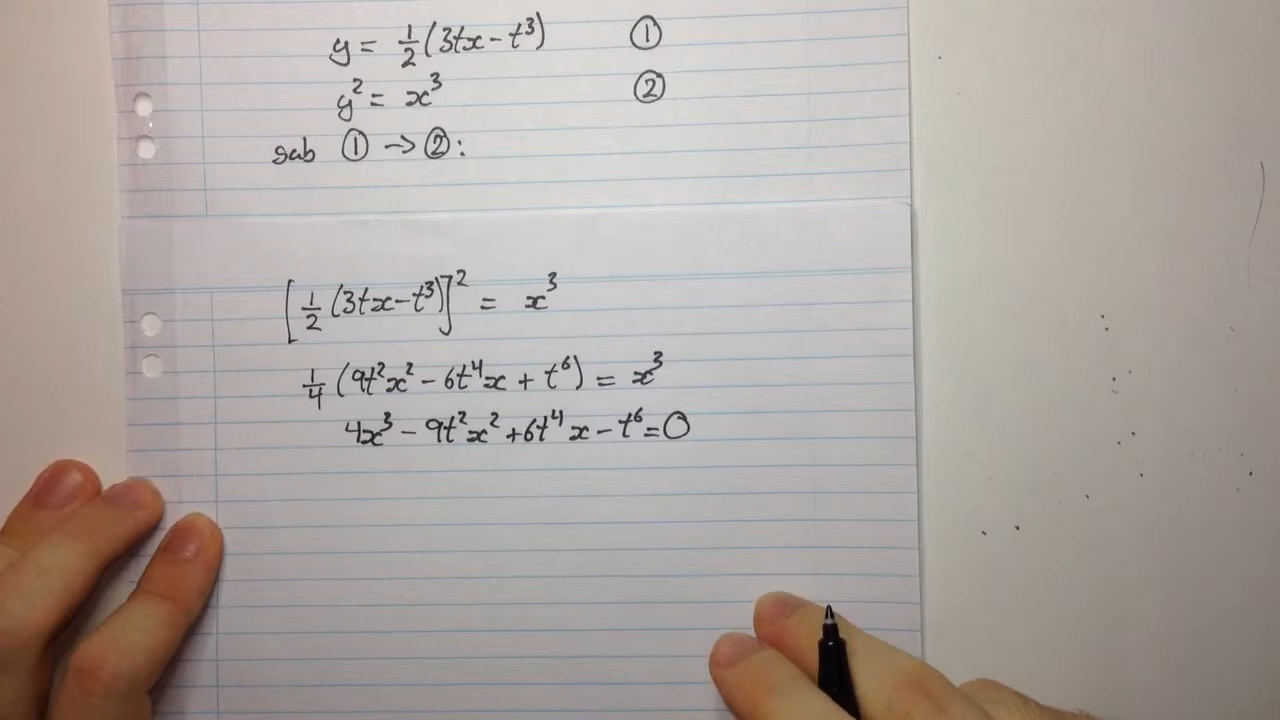 y = 1/2 (3tx − t³) ①
y² = x³ ②
sub ① → ②:
[1/2 (3tx − t³)]² = x³
1/4 (9t²x² − 6t⁴x + t⁶) = x³
4x³ − 9t²x² + 6t⁴x − t⁶ = 0